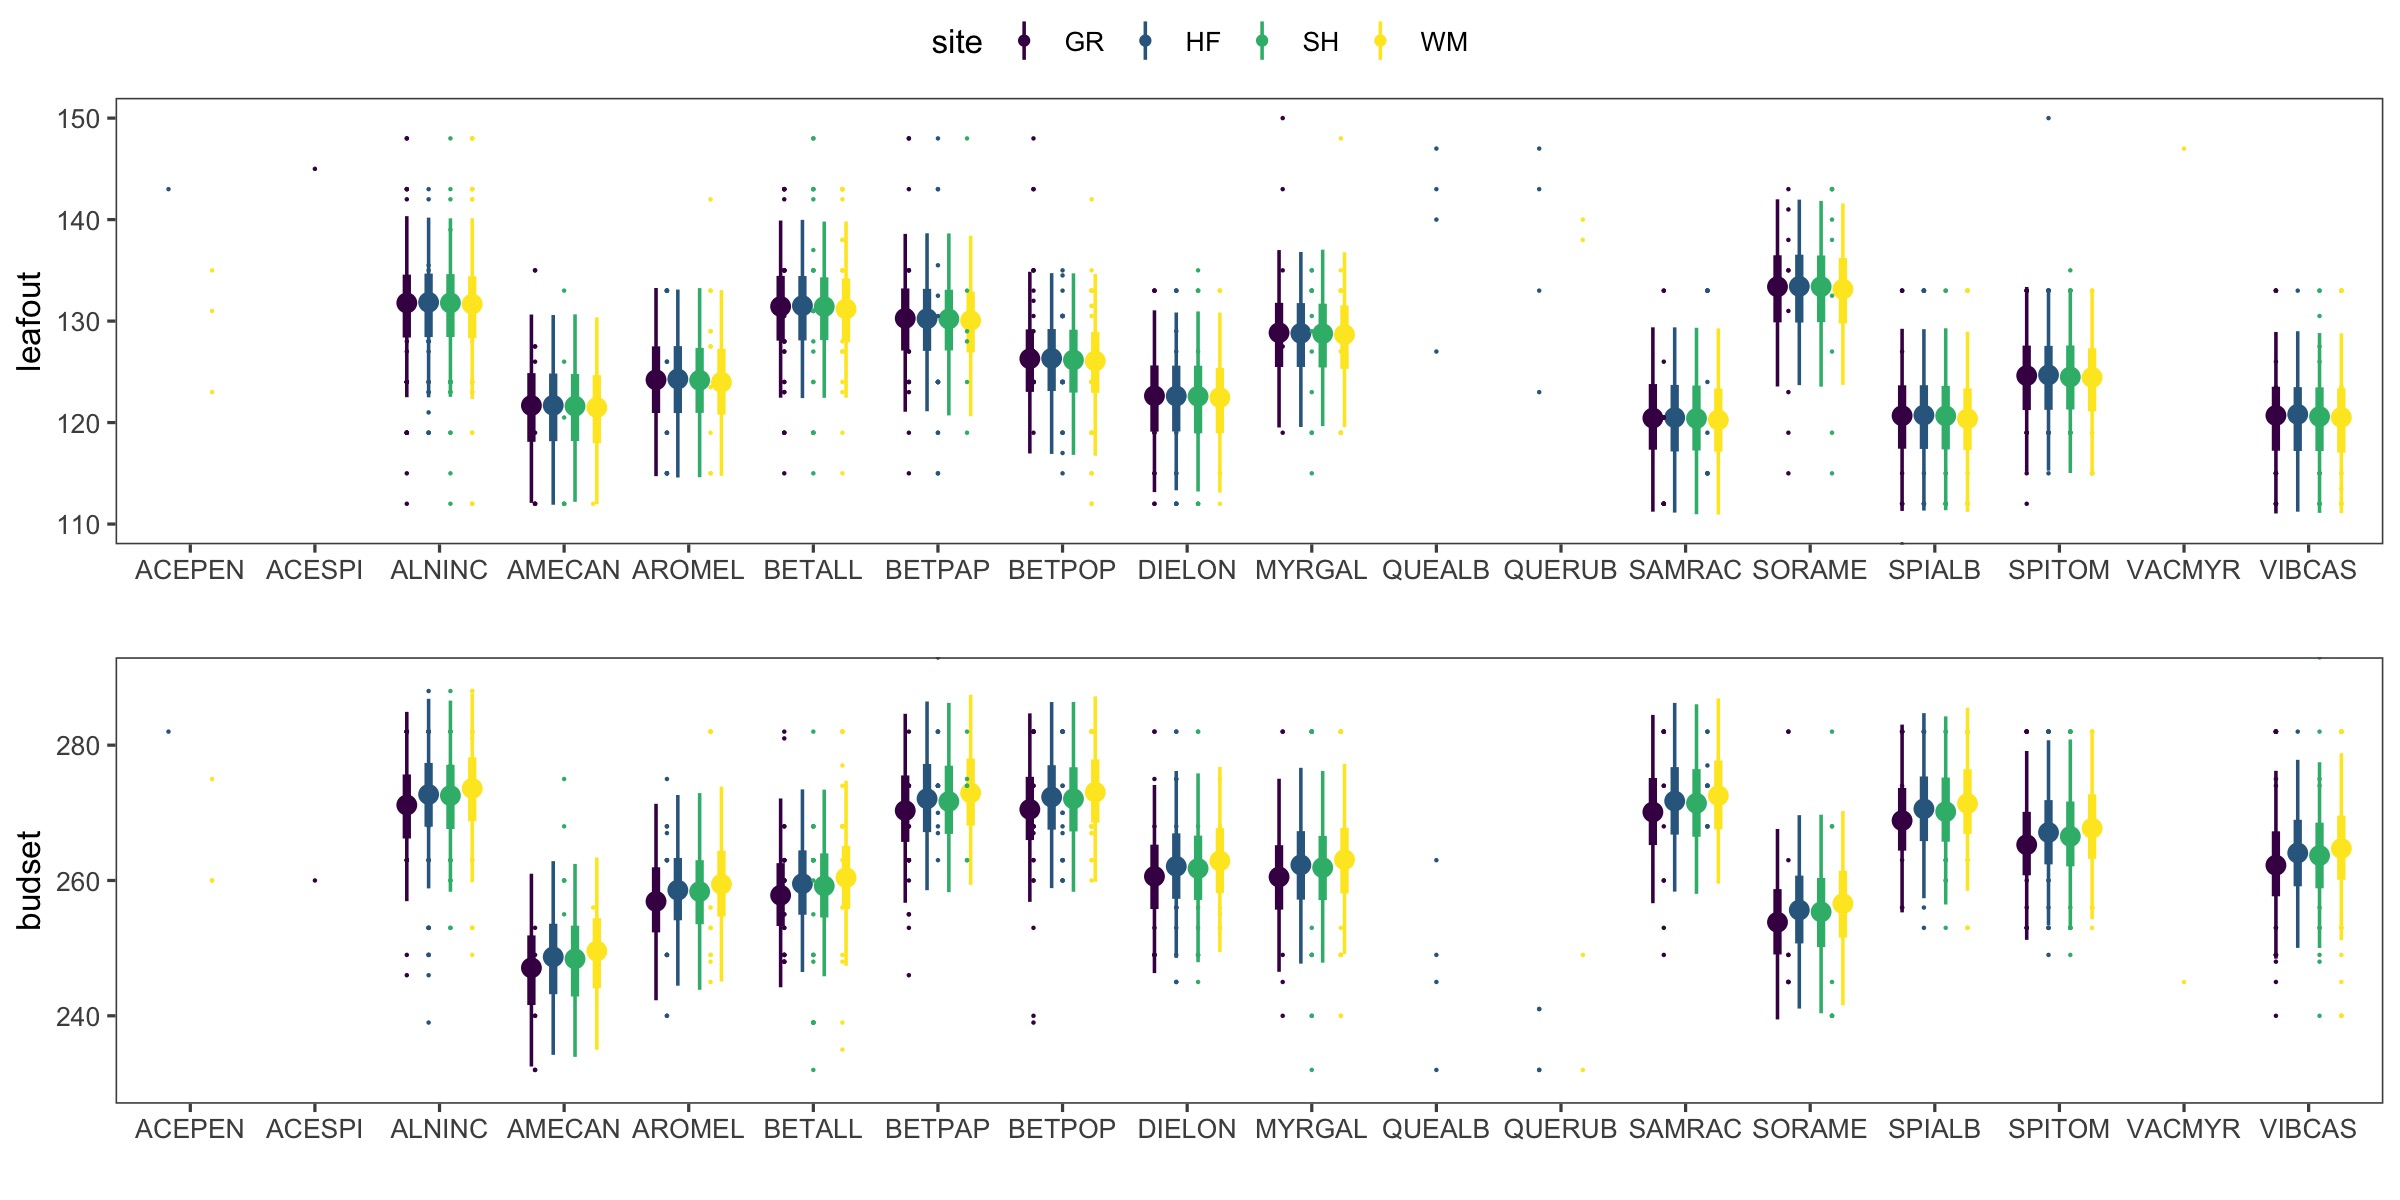 site GR HF SH WM
150
140
130
120
110
leafout
ACEPEN ACESPI ALNINC AMECAN AROMEL BETALL BETPAP BETPOP DIELON MYRGAL QUEALB QUERUB SAMRAC SORAME SPIALB SPITOM VACMYR VIBCAS
280
260
240
budset
ACEPEN ACESPI ALNINC AMECAN AROMEL BETALL BETPAP BETPOP DIELON MYRGAL QUEALB QUERUB SAMRAC SORAME SPIALB SPITOM VACMYR VIBCAS